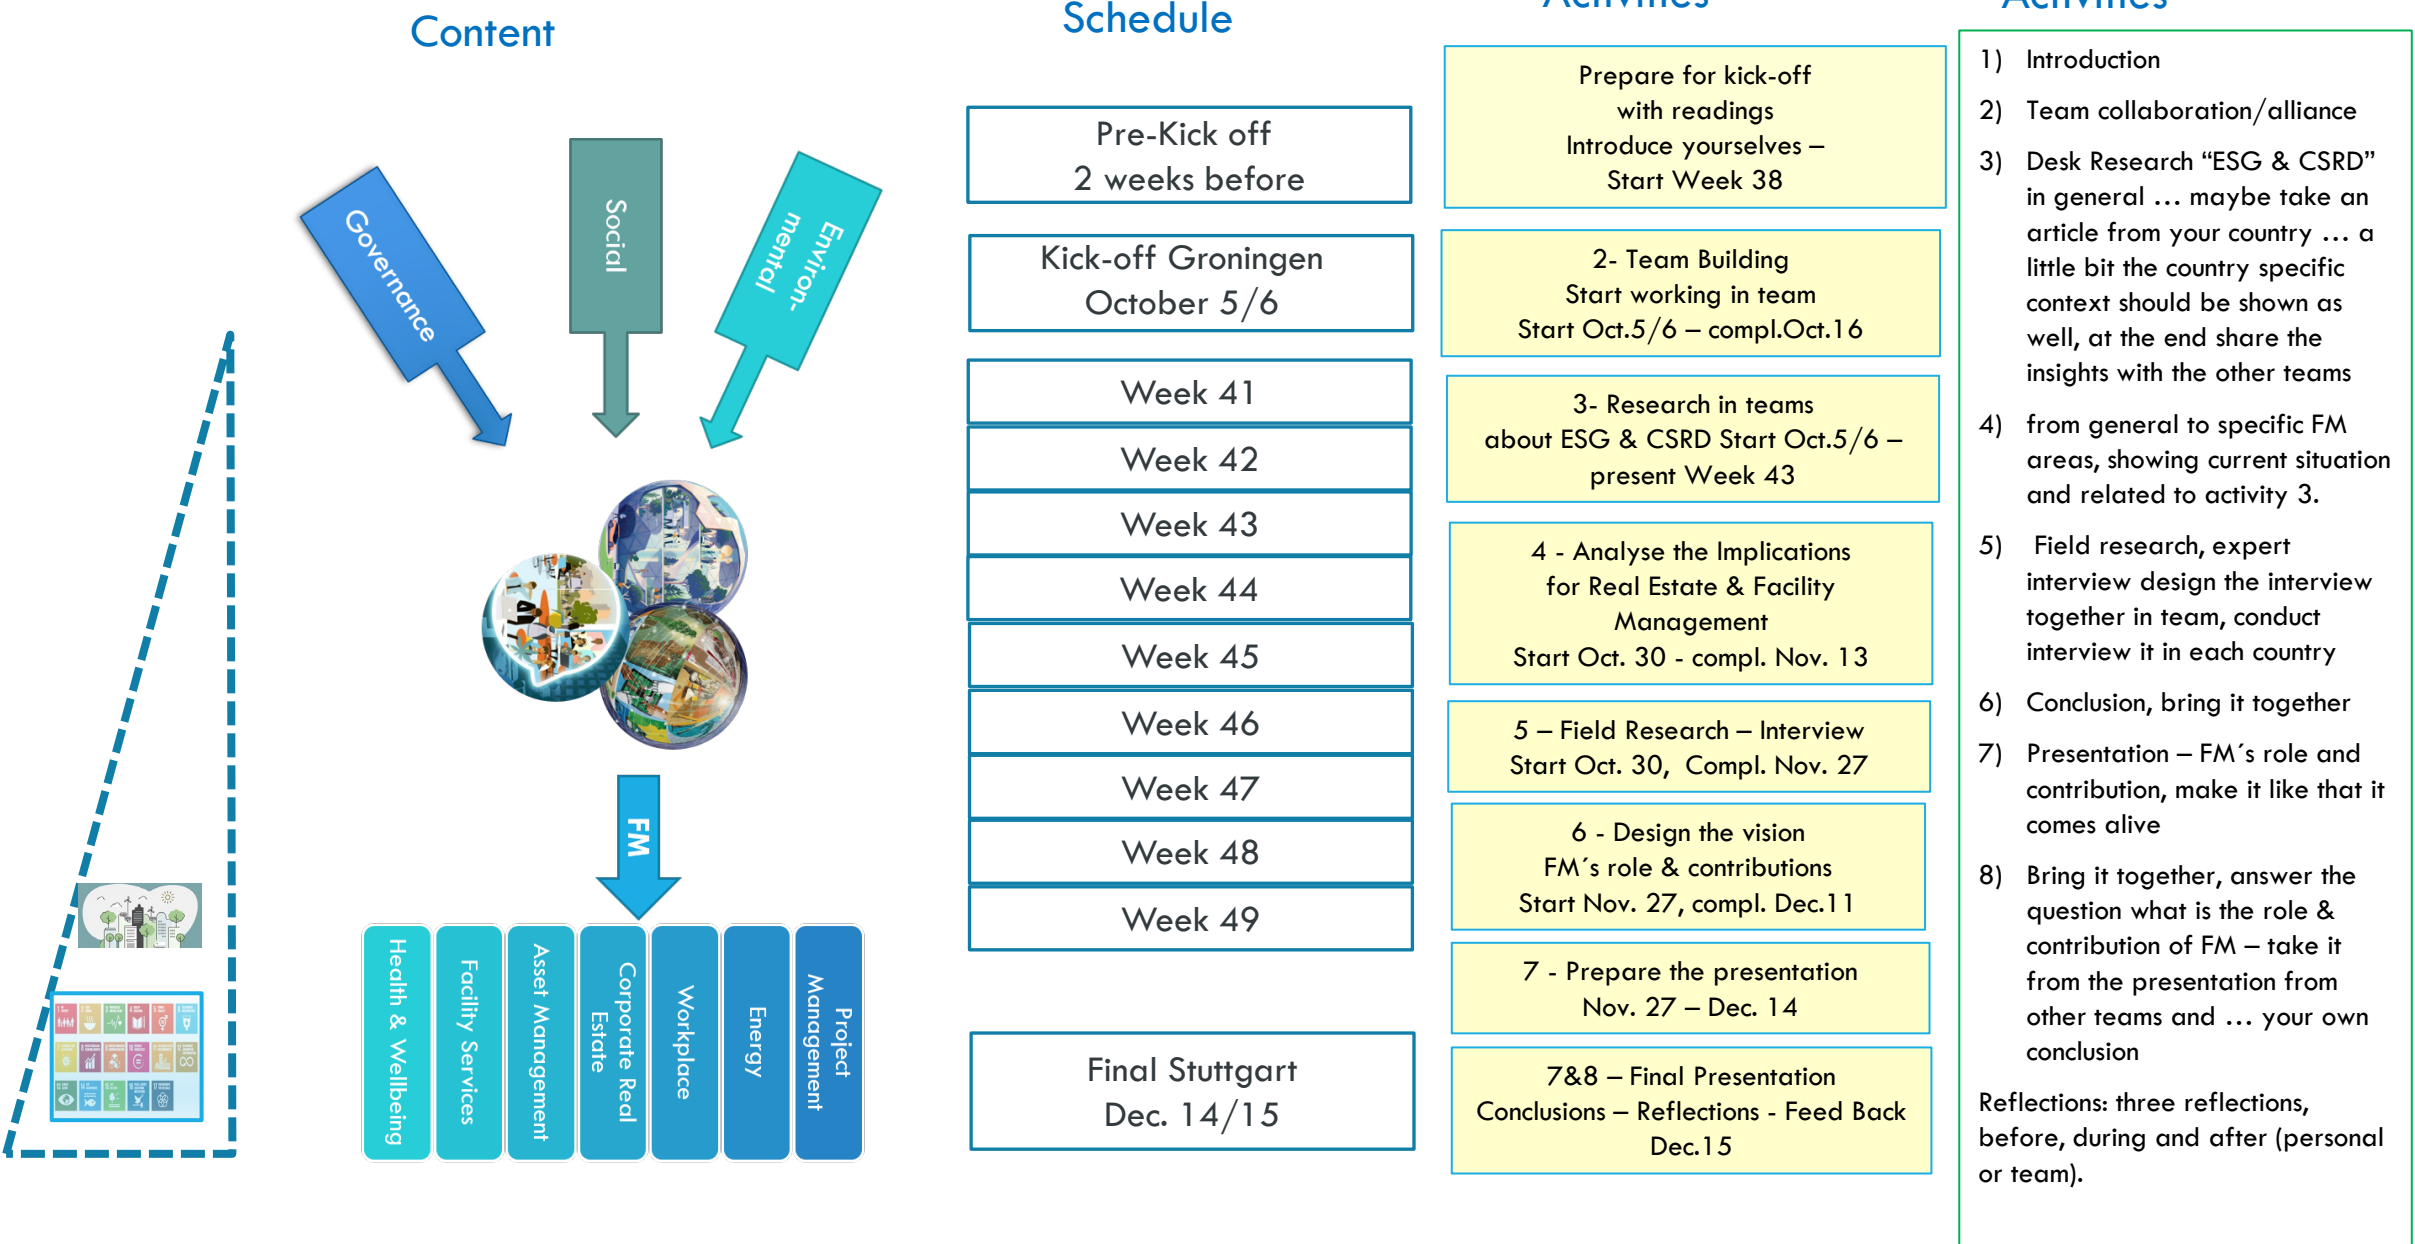 Content
Schedule
Activities
Activities
Governance
Social
Environ-
mental
FM
Health & Wellbeing
Facility Services
Asset Management
Corporate Real
Estate
Workplace
Energy
Project
Management
Pre-Kick off
2 weeks before
Kick-off Groningen
October 5/6
Week 41
Week 42
Week 43
Week 44
Week 45
Week 46
Week 47
Week 48
Week 49
Final Stuttgart
Dec. 14/15
Prepare for kick-off
with readings
Introduce yourselves –
Start Week 38
2- Team Building
Start working in team
Start Oct.5/6 – compl.Oct.16
3- Research in teams
about ESG & CSRD Start Oct.5/6 –
present Week 43
4 - Analyse the Implications
for Real Estate & Facility
Management
Start Oct. 30 - compl. Nov. 13
5 – Field Research – Interview
Start Oct. 30,  Compl. Nov. 27
6 - Design the vision
FM´s role & contributions
Start Nov. 27, compl. Dec.11
7 - Prepare the presentation
Nov. 27 – Dec. 14
7&8 – Final Presentation
Conclusions – Reflections - Feed Back
Dec.15
1) Introduction
2) Team collaboration/alliance
3) Desk Research “ESG & CSRD”
in general … maybe take an
article from your country … a
little bit the country specific
context should be shown as
well, at the end share the
insights with the other teams
4) from general to specific FM
areas, showing current situation
and related to activity 3.
5) Field research, expert
interview design the interview
together in team, conduct
interview it in each country
6) Conclusion, bring it together
7) Presentation – FM´s role and
contribution, make it like that it
comes alive
8) Bring it together, answer the
question what is the role &
contribution of FM – take it
from the presentation from
other teams and … your own
conclusion
Reflections: three reflections,
before, during and after (personal
or team).